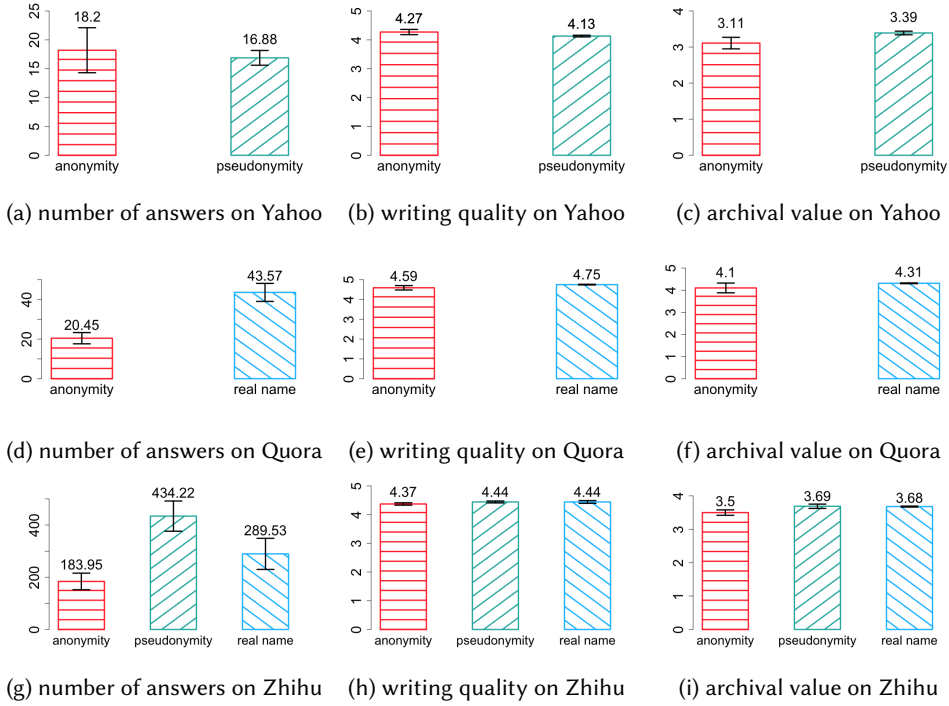 25
20
15
10
5
0
18.2
16.88
anonymity
pseudonymity
(a) number of answers on Yahoo
5
4
3
2
1
0
4.27
4.13
anonymity
pseudonymity
(b) writing quality on Yahoo
4
3
2
1
0
3.11
3.39
anonymity
pseudonymity
(c) archival value on Yahoo
40
20
0
20.45
43.57
anonymity
real name
(d) number of answers on Quora
5
4
3
2
1
0
4.59
4.75
anonymity
real name
(e) writing quality on Quora
5
4
3
2
1
0
4.1
4.31
anonymity
real name
(f) archival value on Quora
400
200
0
183.95
434.22
289.53
anonymity
pseudonymity
real name
(g) number of answers on Zhihu
5
4
3
2
1
0
4.37
4.44
4.44
anonymity
pseudonymity
real name
(h) writing quality on Zhihu
4
3
2
1
0
3.5
3.69
3.68
anonymity
pseudonymity
real name
(i) archival value on Zhihu